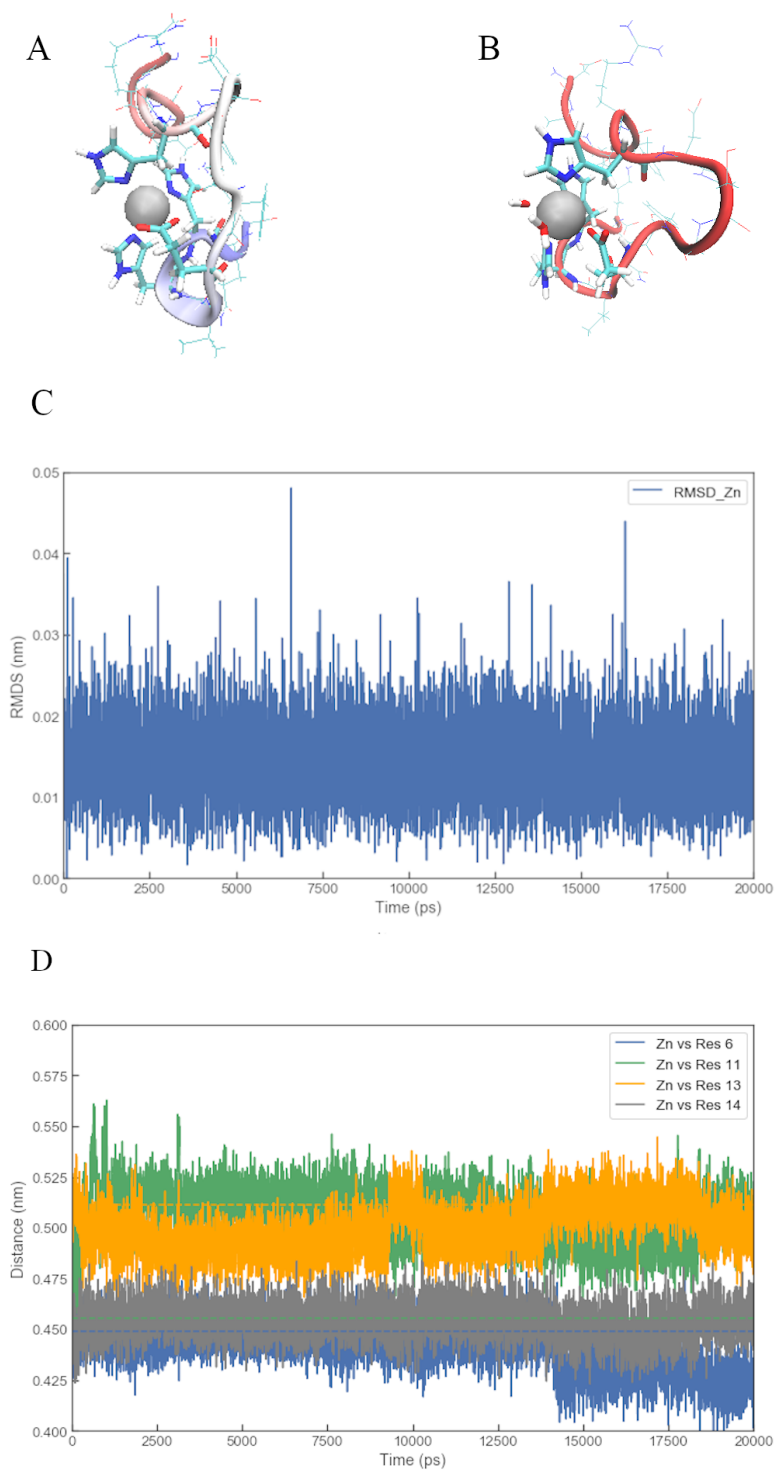 A
B
C
0.05
0.04
0.03
0.02
0.01
0.00
RMDS (nm)
RMSD_Zn
0 2500 5000 7500 10000 12500 15000 17500 20000
Time (ps)
D
0.600
0.575
0.550
0.525
0.500
0.475
0.450
0.425
0.400
Distance (nm)
Zn vs Res 6
Zn vs Res 11
Zn vs Res 13
Zn vs Res 14
0 2500 5000 7500 10000 12500 15000 17500 20000
Time (ps)